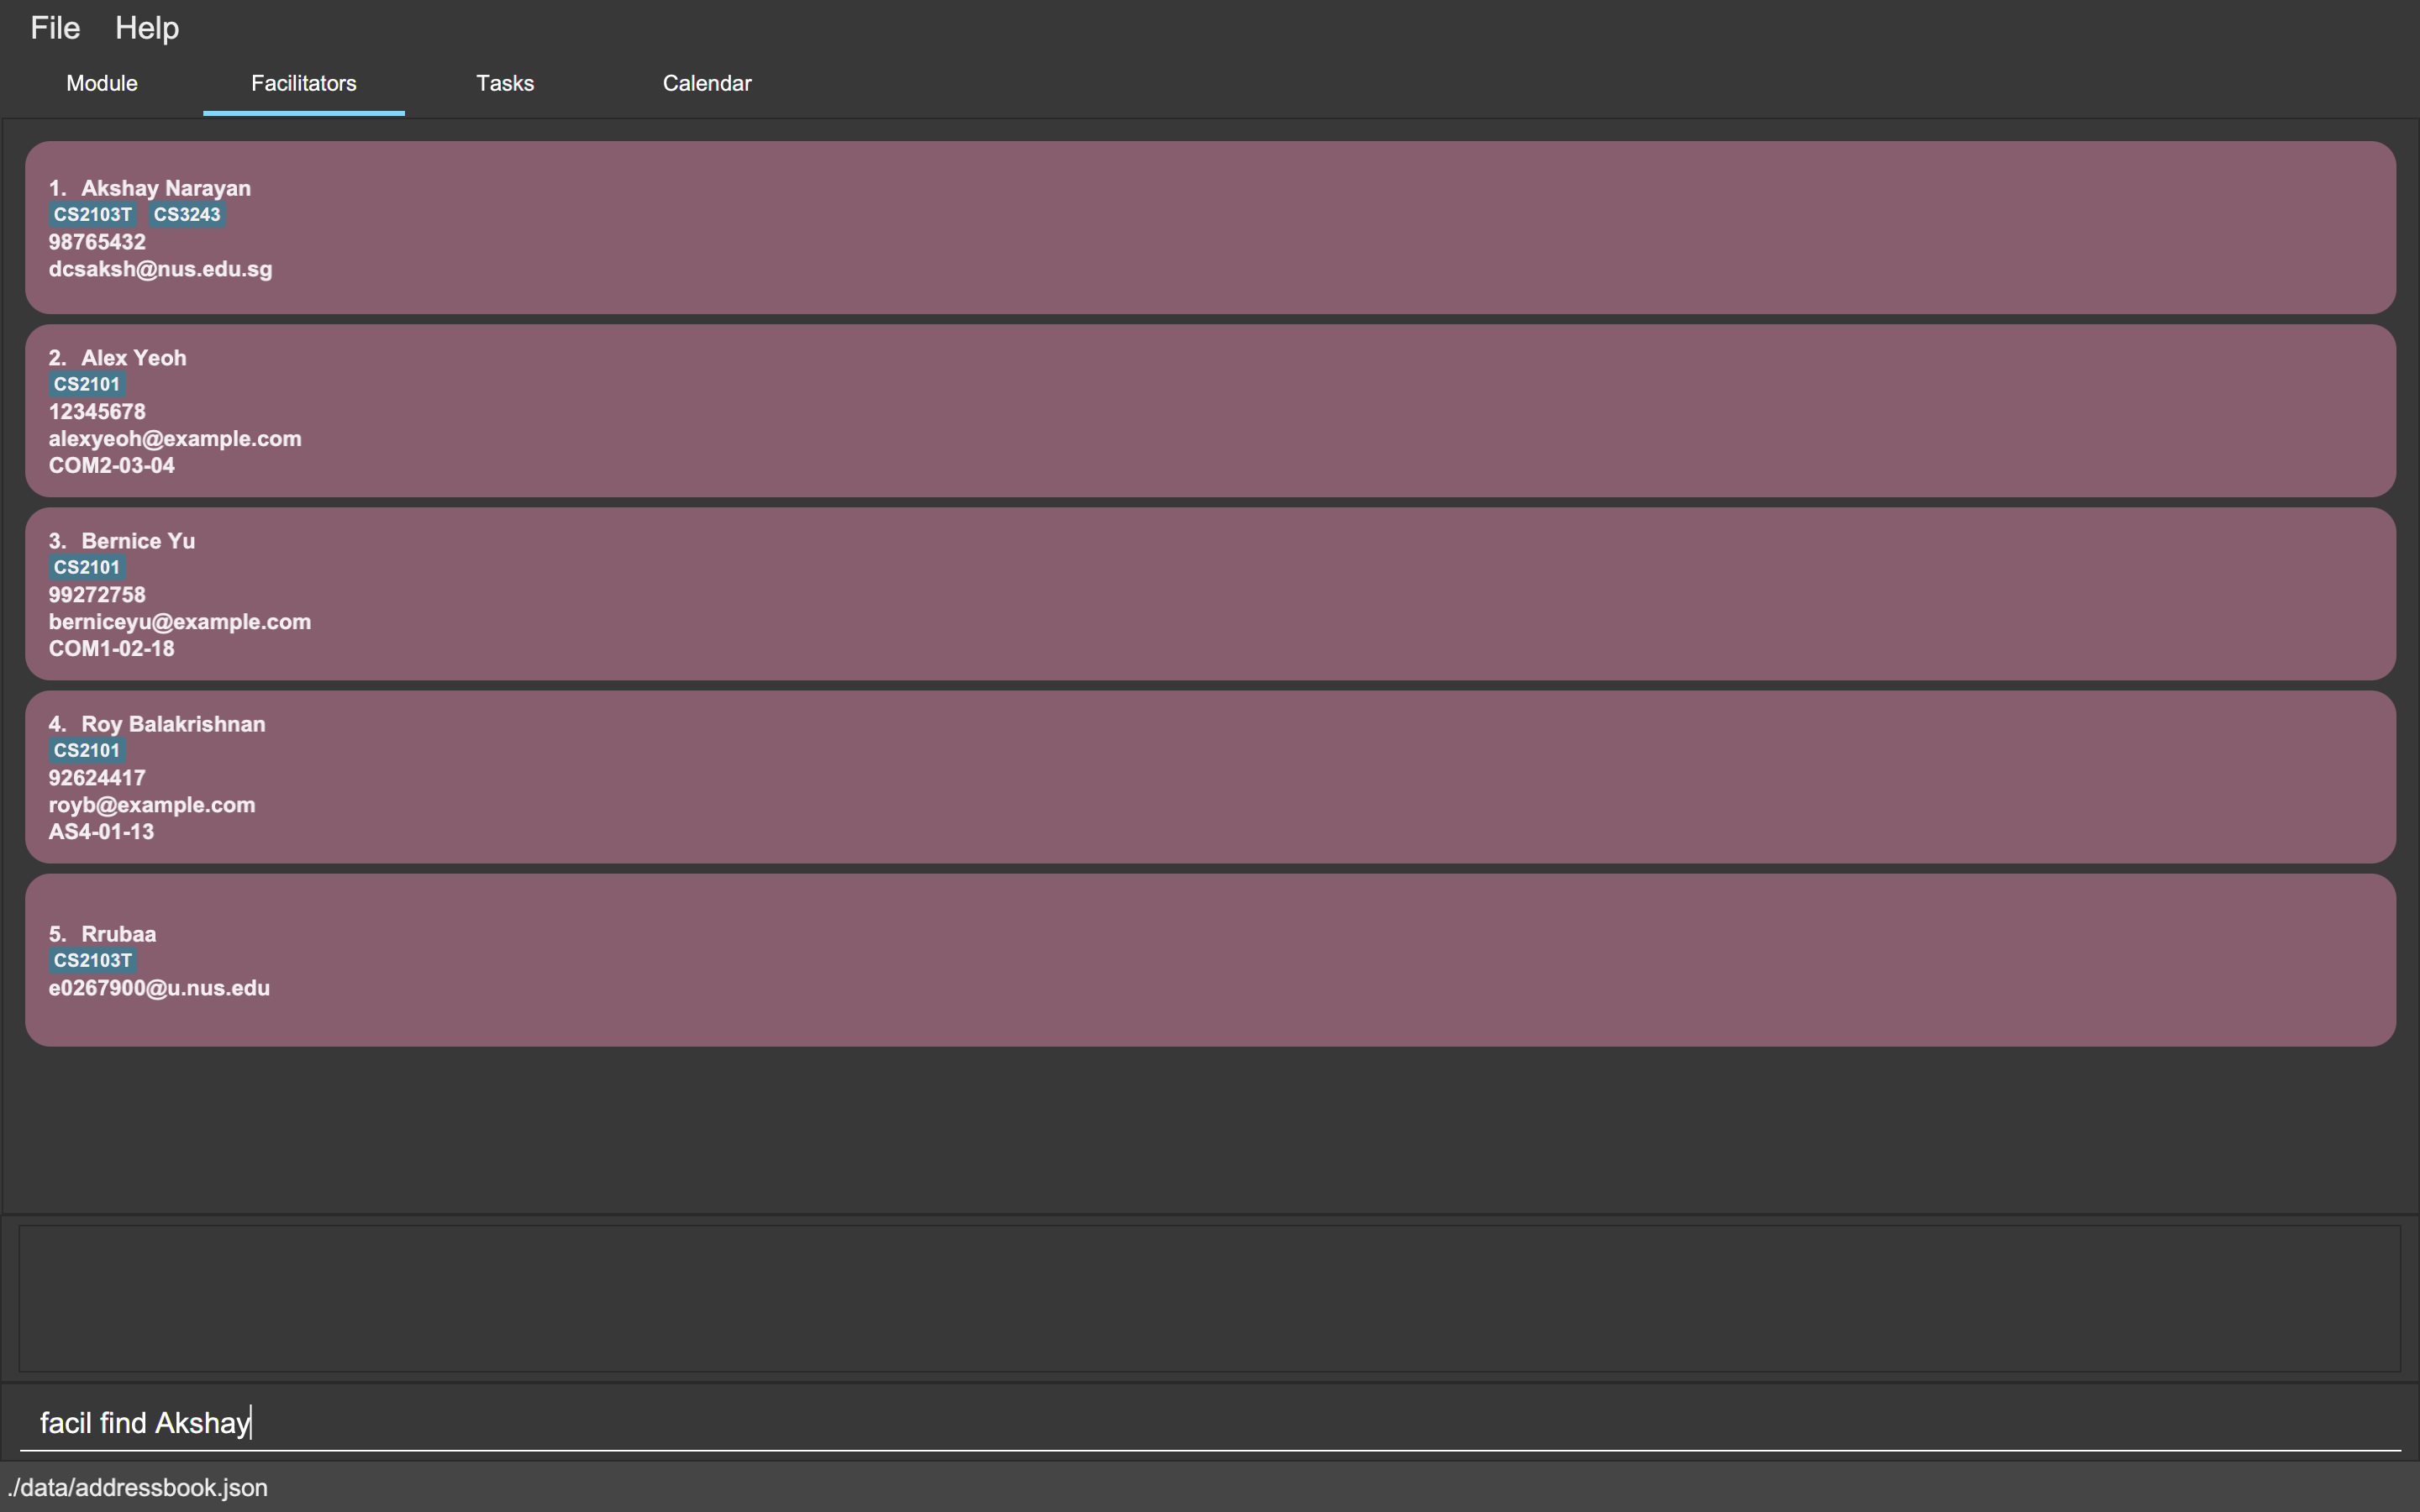 File Help
Module Facilitators Tasks Calendar
1. Akshay Narayan
CS2103T CS3243
98765432
dcsaksh@nus.edu.sg
2. Alex Yeoh
CS2101
12345678
alexyeoh@example.com
COM2-03-04
3. Bernice Yu
CS2101
99272758
berniceyu@example.com
COM1-02-18
4. Roy Balakrishnan
CS2101
92624417
royb@example.com
AS4-01-13
5. Rrubaa
CS2103T
e0267900@u.nus.edu
facil find Akshay
./data/addressbook.json